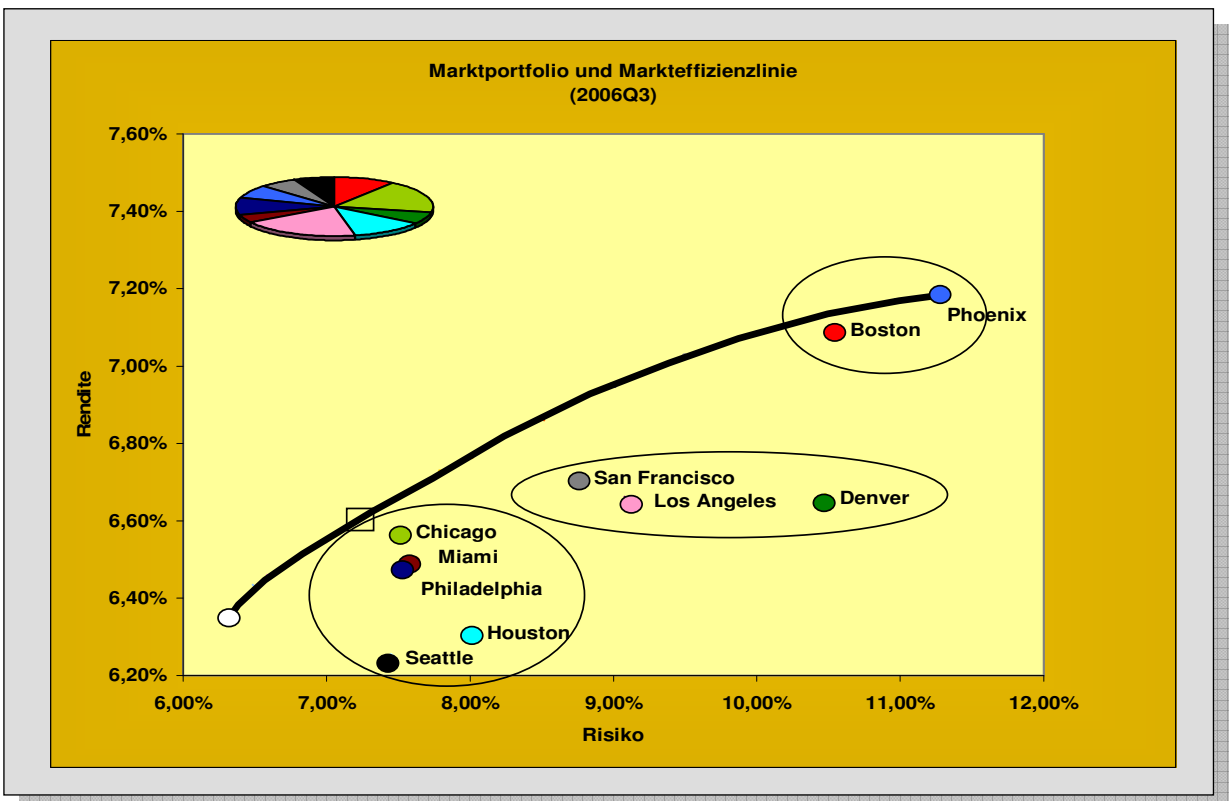 Marktportfolio und Markteffizienzlinie
(2006Q3)
7,60%
7,40%
7,20%
7,00%
6,80%
6,60%
6,40%
6,20%
Rendite
Phoenix
Boston
San Francisco
Los Angeles
Denver
Chicago
Miami
Philadelphia
Houston
Seattle
6,00%
7,00%
8,00%
9,00%
10,00%
11,00%
12,00%
Risiko